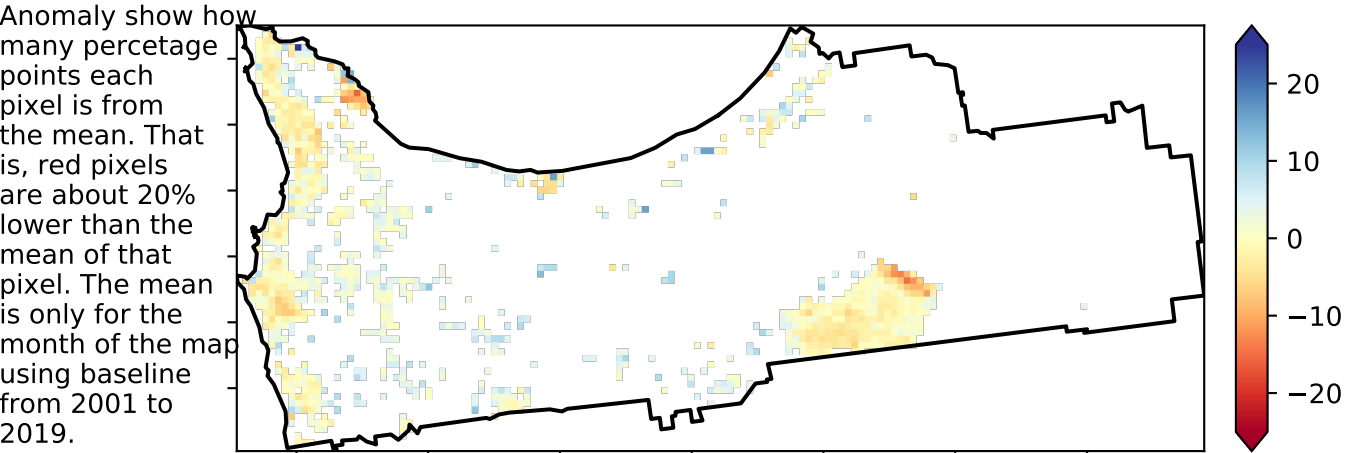 Anomaly show how
many percetage
points each
pixel is from
the mean. That
is, red pixels
are about 20%
lower than the
mean of that
pixel. The mean
is only for the
month of the map
using baseline
from 2001 to
2019.
20
10
0
−10
−20